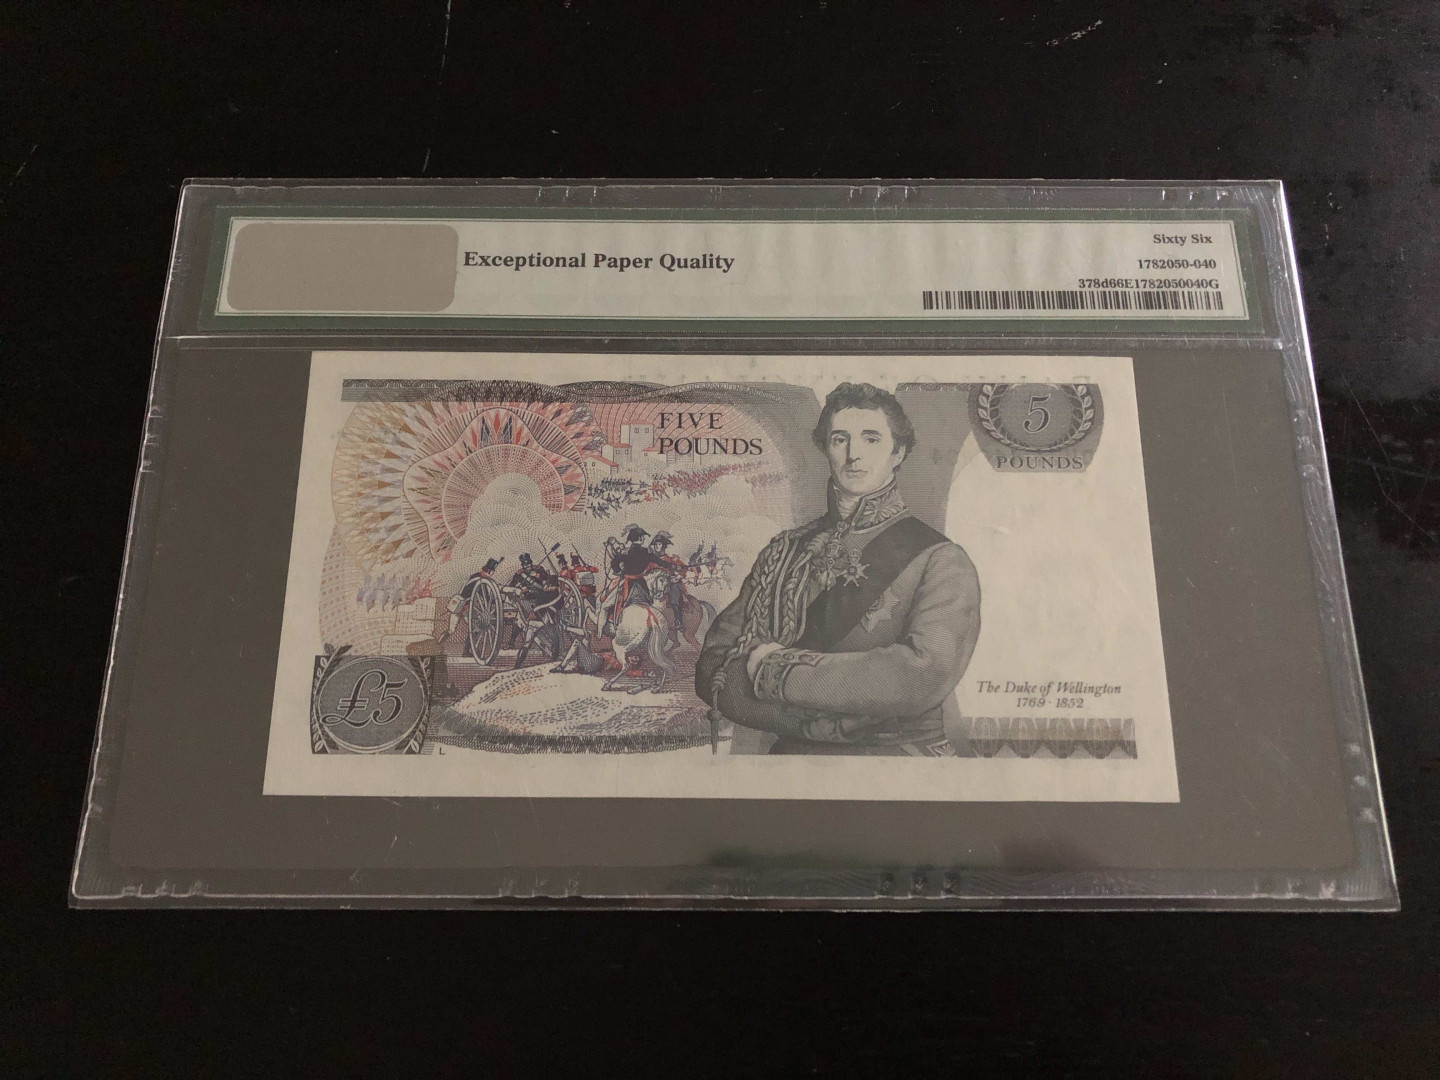 Sixty Six
Exceptional Paper Quality
1782050-040
378d66E1782050040G
FIVE
POUNDS
5
POUNDS
The Duke of Wellington
1769 - 1852
£5
L